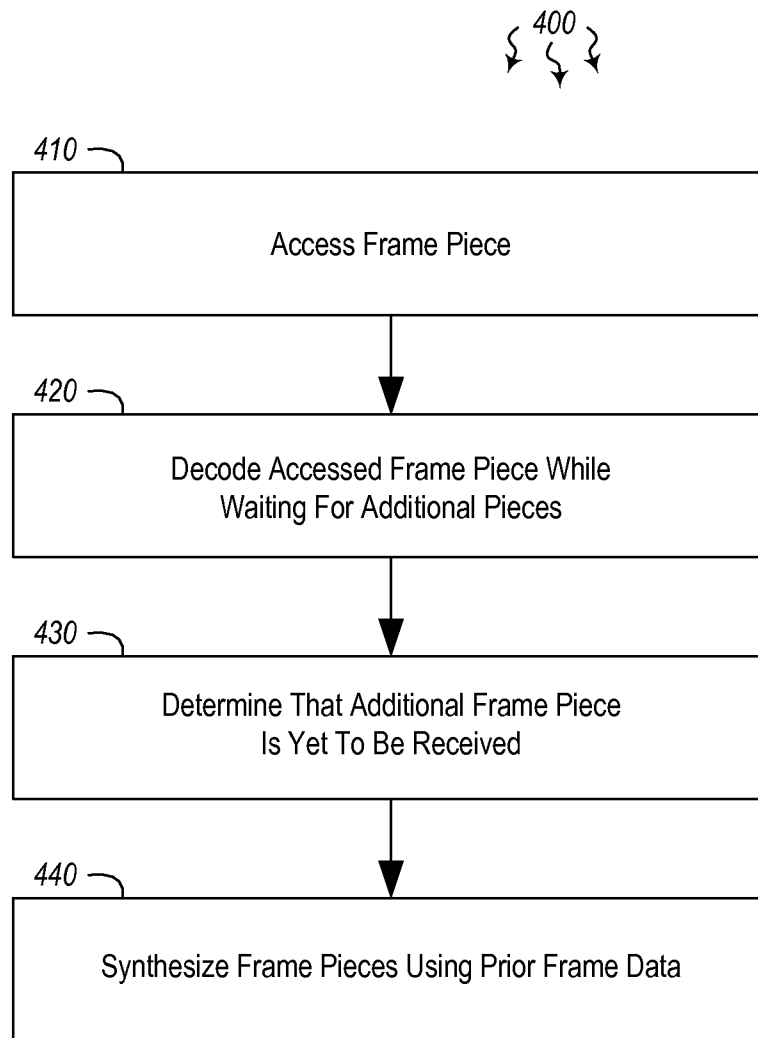 400
410
Access Frame Piece
420
Decode Accessed Frame Piece While
Waiting For Additional Pieces
430
Determine That Additional Frame Piece
Is Yet To Be Received
440
Synthesize Frame Pieces Using Prior Frame Data